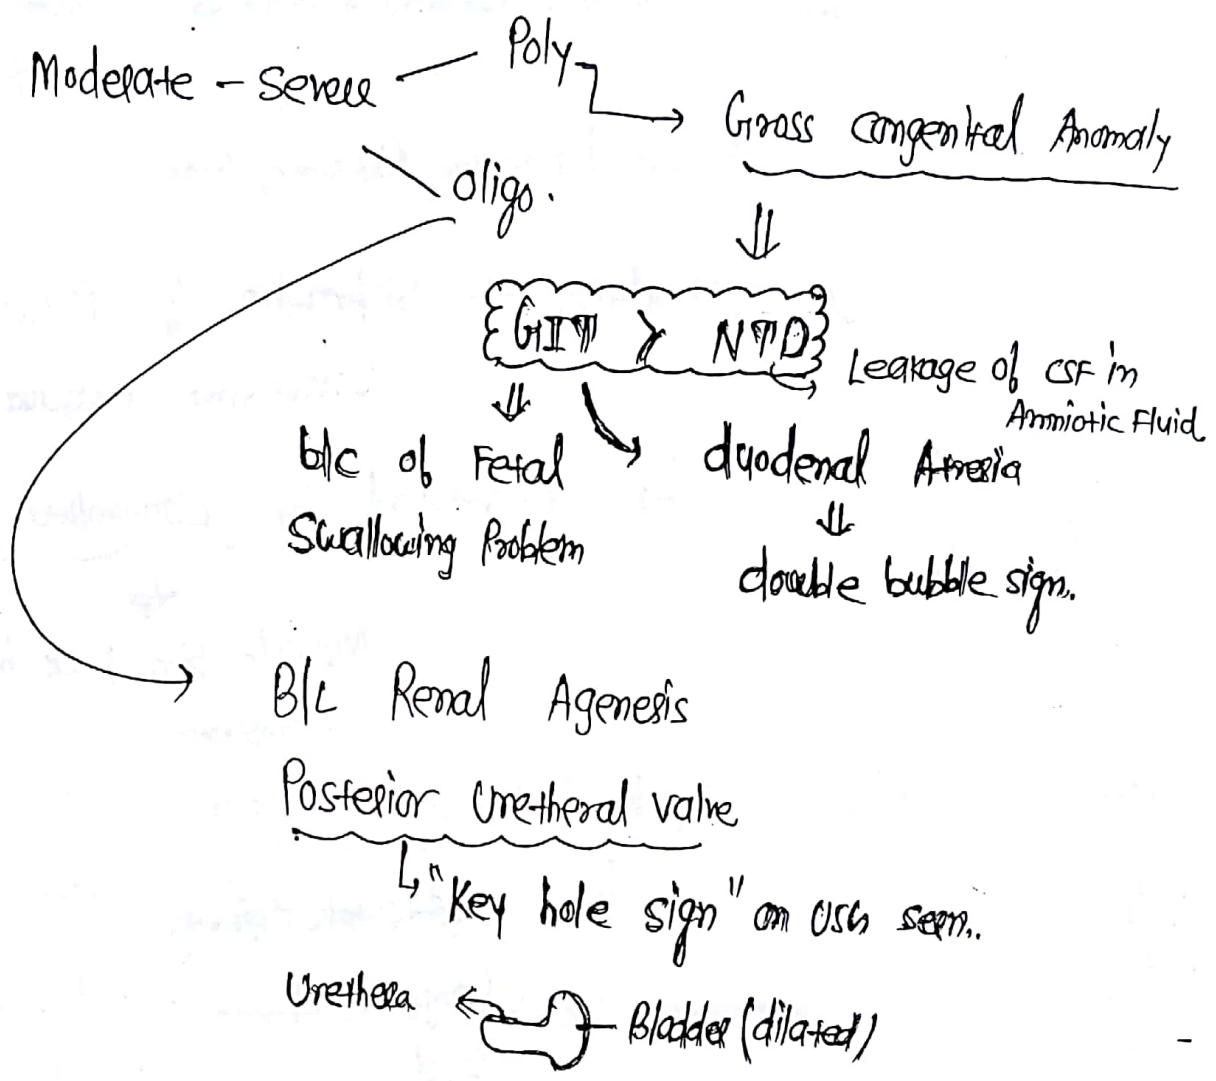 Moderate - Severe
Poly
Gross congenital Anomaly
oligo.
GIT > NTD
Leakage of CSF in
Amniotic Fluid
b/c of Fetal
Swallowing Problem
duodenal Atresia
double bubble sign.
B/L Renal Agenesis
Posterior Uretheral valve
"Key hole sign" on USG seen..
Urethera
Bladder (dilated)